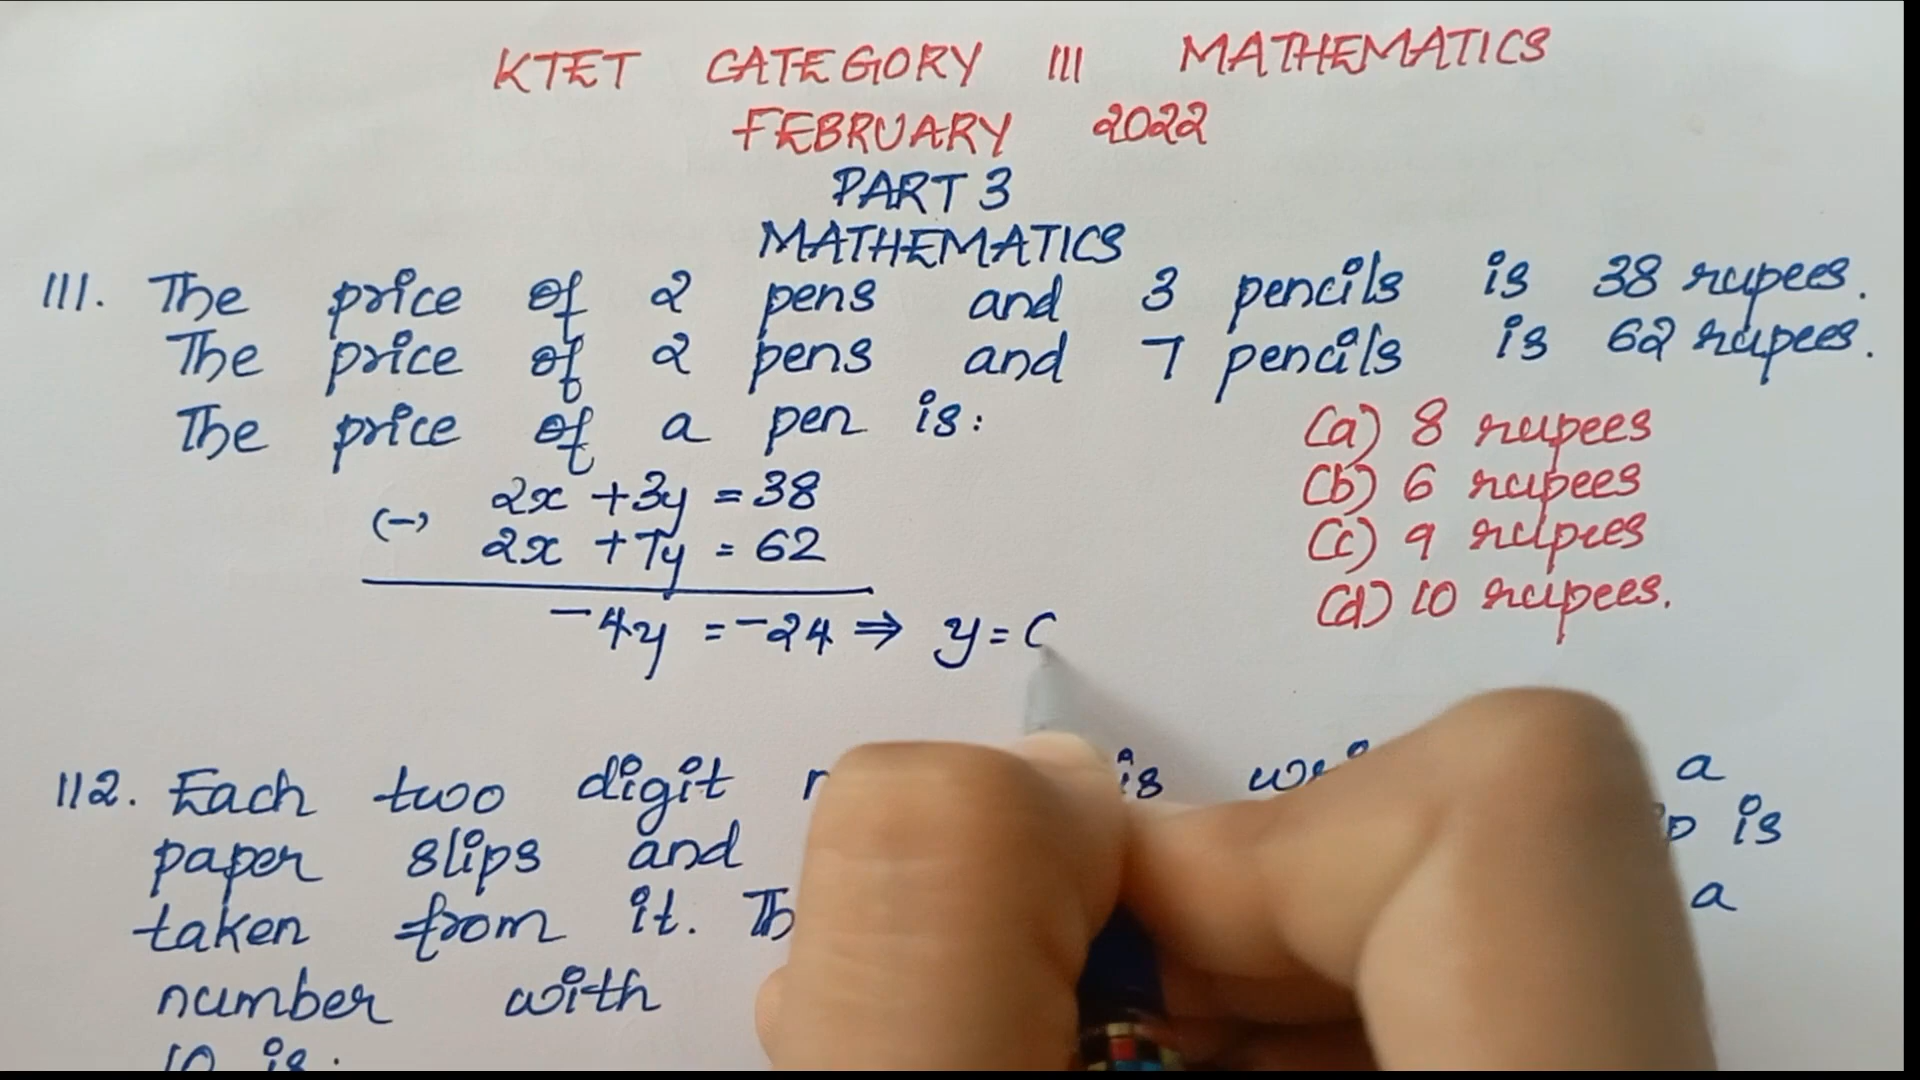 KTET CATEGORY III MATHEMATICS
FEBRUARY 2022
PART 3
MATHEMATICS
111. The price of 2 pens and 3 pencils is 38 rupees.
The price of 2 pens and 7 pencils is 62 rupees.
The price of a pen is:
(a) 8 rupees
(b) 6 rupees
(c) 9 rupees
(d) 10 rupees.
2x + 3y = 38
(-)
2x + 7y = 62
-4y = -24 ⇒ y =
112. Each two digit is a
paper slips and is
taken from it. a
number with
10 is: